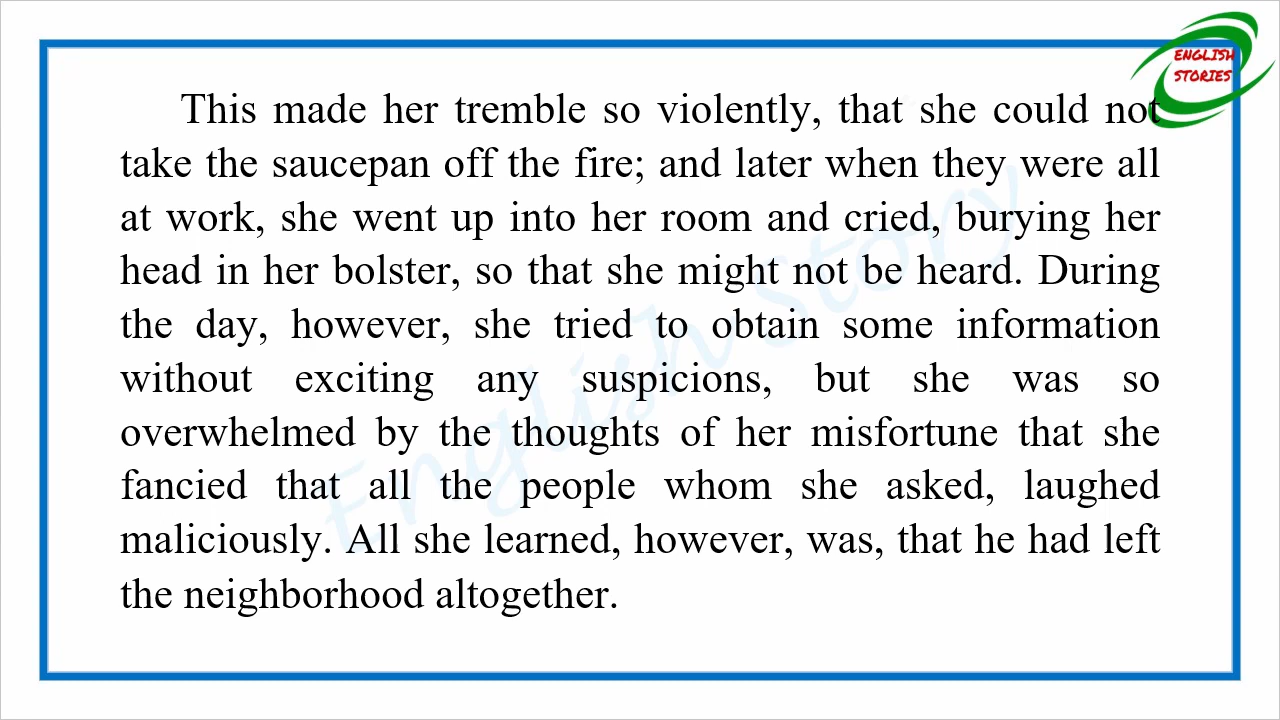 ENGLISH
STORIES
This made her tremble so violently, that she could not
take the saucepan off the fire; and later when they were all
at work, she went up into her room and cried, burying her
head in her bolster, so that she might not be heard. During
the day, however, she tried to obtain some information
without exciting any suspicions, but she was so
overwhelmed by the thoughts of her misfortune that she
fancied that all the people whom she asked, laughed
maliciously. All she learned, however, was, that he had left
the neighborhood altogether.
English Story